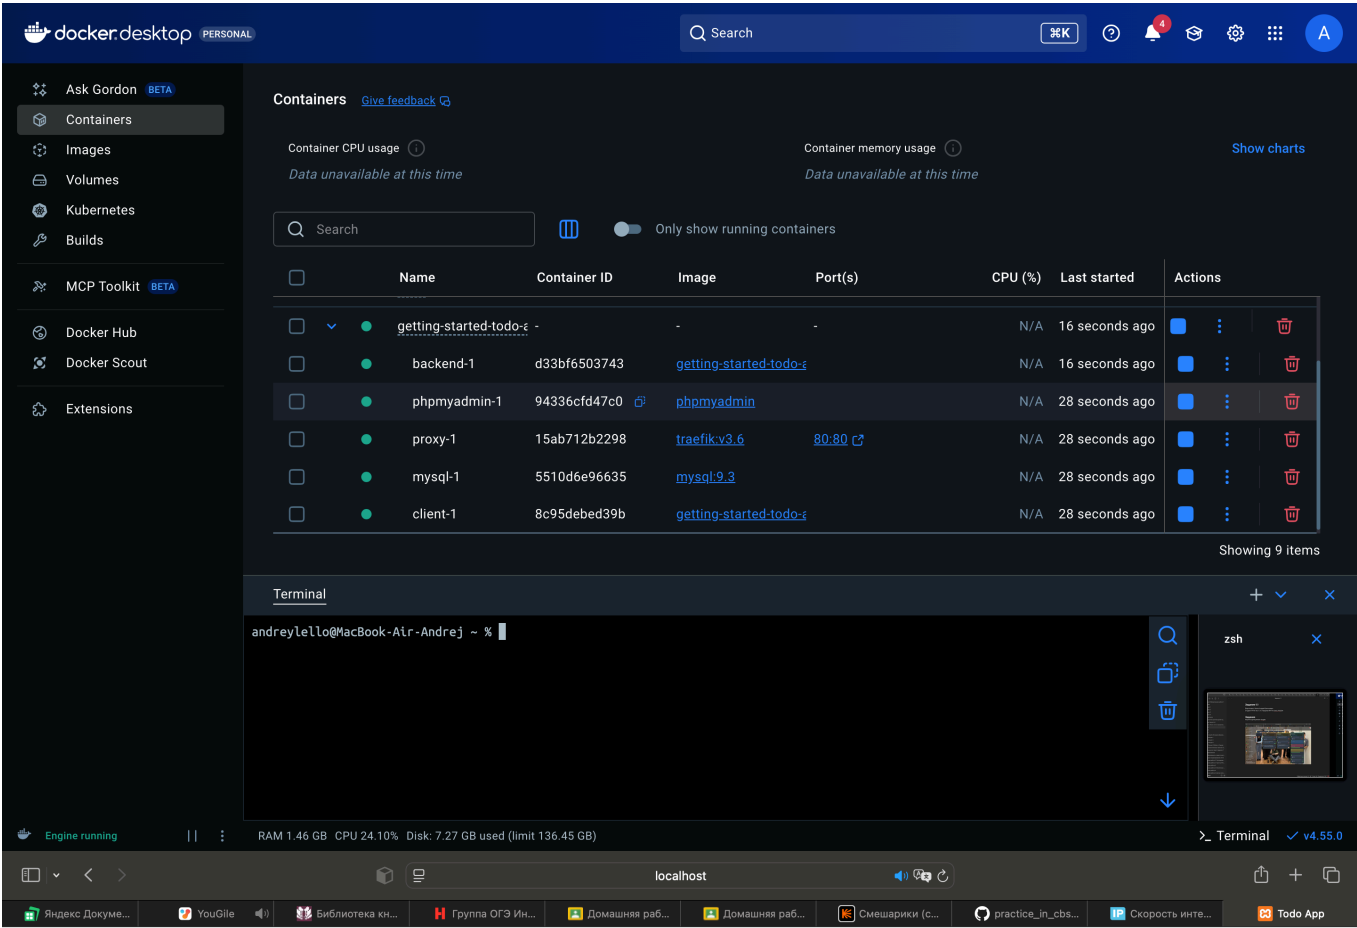 docker.desktop PERSONAL
Search
⌘K
4
A
Ask Gordon BETA
Containers
Images
Volumes
Kubernetes
Builds
MCP Toolkit BETA
Docker Hub
Docker Scout
Extensions
Containers Give feedback
Container CPU usage
Data unavailable at this time
Container memory usage
Data unavailable at this time
Show charts
Search
Only show running containers
Name Container ID Image Port(s) CPU (%) Last started Actions
getting-started-todo-a - - - N/A 16 seconds ago
backend-1 d33bf6503743 getting-started-todo-a N/A 16 seconds ago
phpmyadmin-1 94336cfd47c0 phpmyadmin N/A 28 seconds ago
proxy-1 15ab712b2298 traefik:v3.6 80:80 N/A 28 seconds ago
mysql-1 5510d6e96635 mysql:9.3 N/A 28 seconds ago
client-1 8c95debed39b getting-started-todo-a N/A 28 seconds ago
Showing 9 items
Terminal
andreylello@MacBook-Air-Andrej ~ %
zsh
Engine running
RAM 1.46 GB CPU 24.10% Disk: 7.27 GB used (limit 136.45 GB)
>_ Terminal
v4.55.0
localhost
Яндекс Докуме...
YouGile
Библиотека кн...
Группа ОГЭ Ин...
Домашняя раб...
Домашняя раб...
Смешарики (с...
practice_in_cbs...
IP Скорость инте...
Todo App